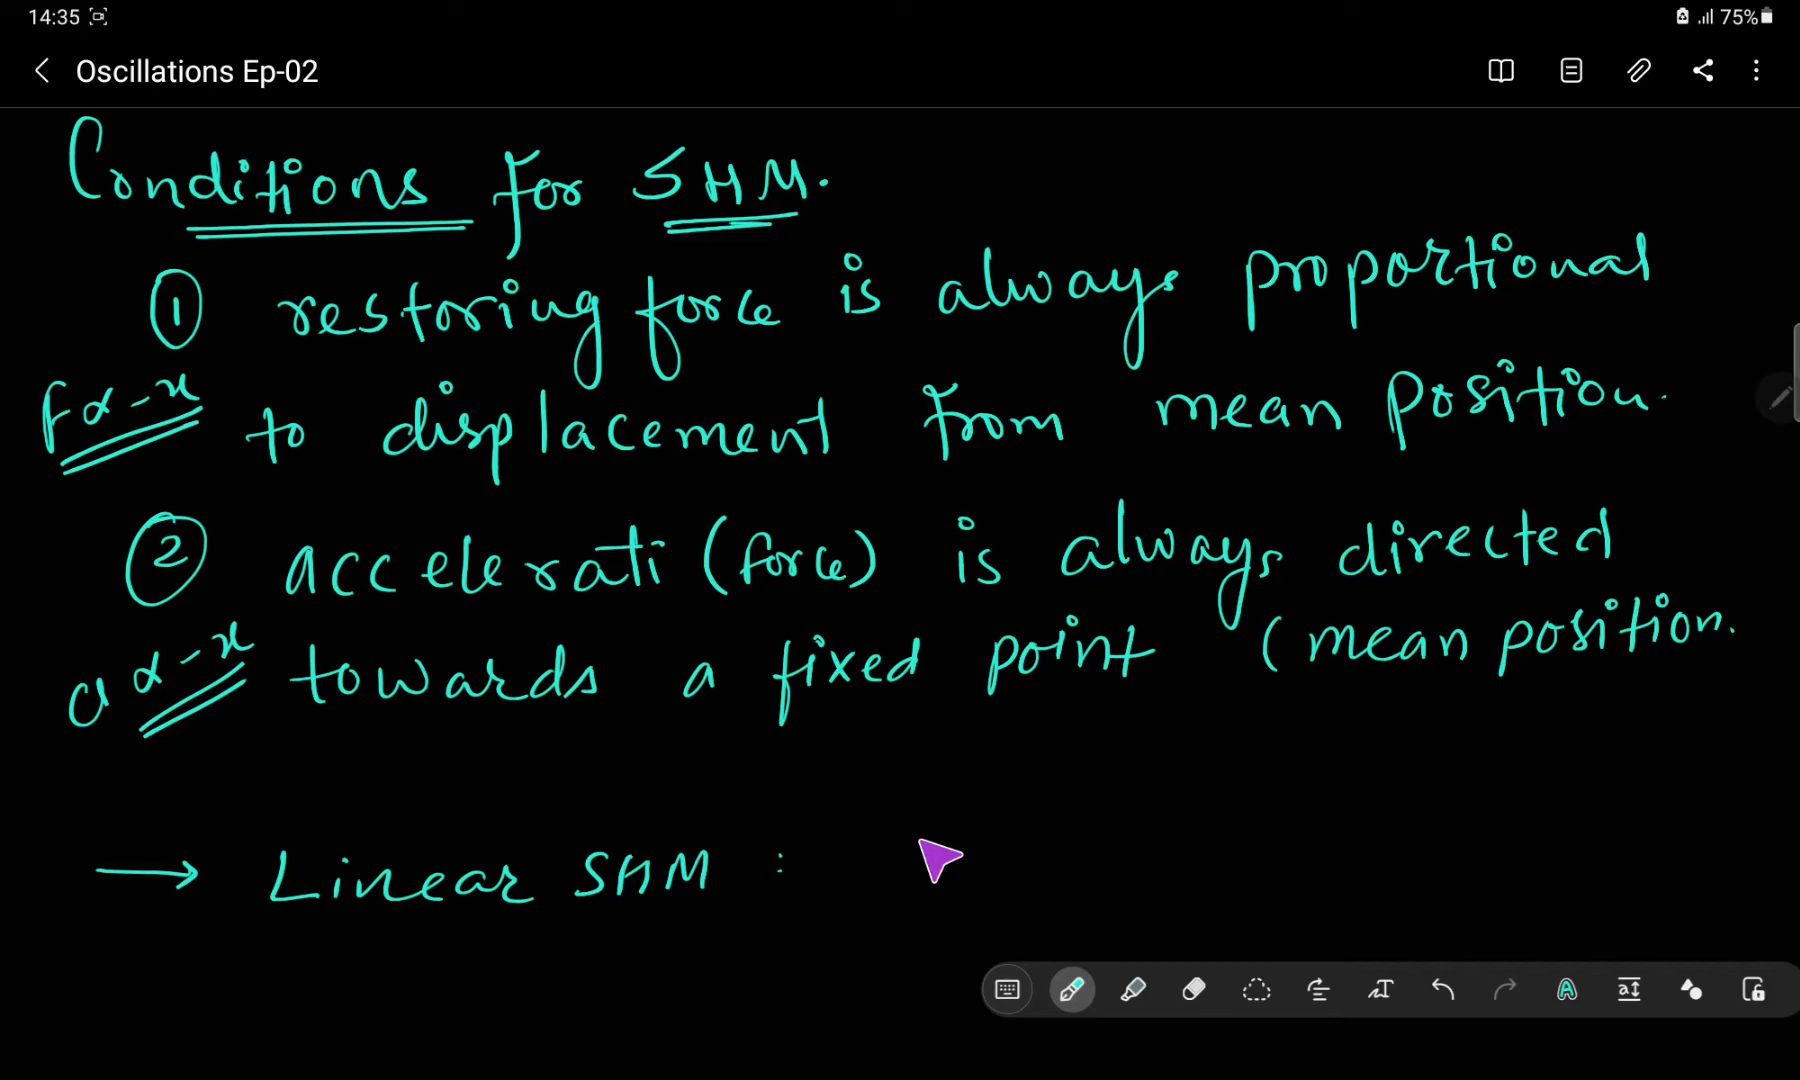 14:35 75%
Oscillations Ep-02
Conditions for SHM.
① restoring force is always proportional
F α - x to displacement from mean position.
② accelerati (force) is always directed
a α - x towards a fixed point (mean position.
→ Linear SHM :